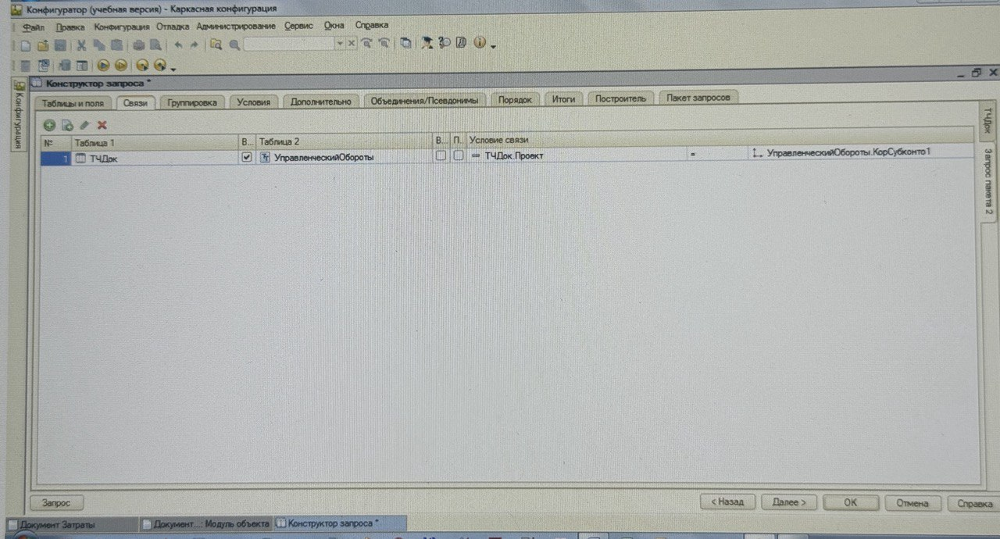 Конфигуратор (учебная версия) - Каркасная конфигурация
Файл Правка Конфигурация Отладка Администрирование Сервис Окна Справка
Конструктор запроса *
Конфигурация
Таблицы и поля Связи Группировка Условия Дополнительно Объединения/Псевдонимы Порядок Итоги Построитель Пакет запросов
№ Таблица 1 В... Таблица 2 В... П. Условие связи
1 ТЧДок УправленческийОбороты ТЧДок.Проект = УправленческийОбороты.КорСубконто1
ТЧДок
Запрос пакета 2
Запрос < Назад Далее > ОК Отмена Справка
Документ Затраты Документ...: Модуль объекта Конструктор запроса *